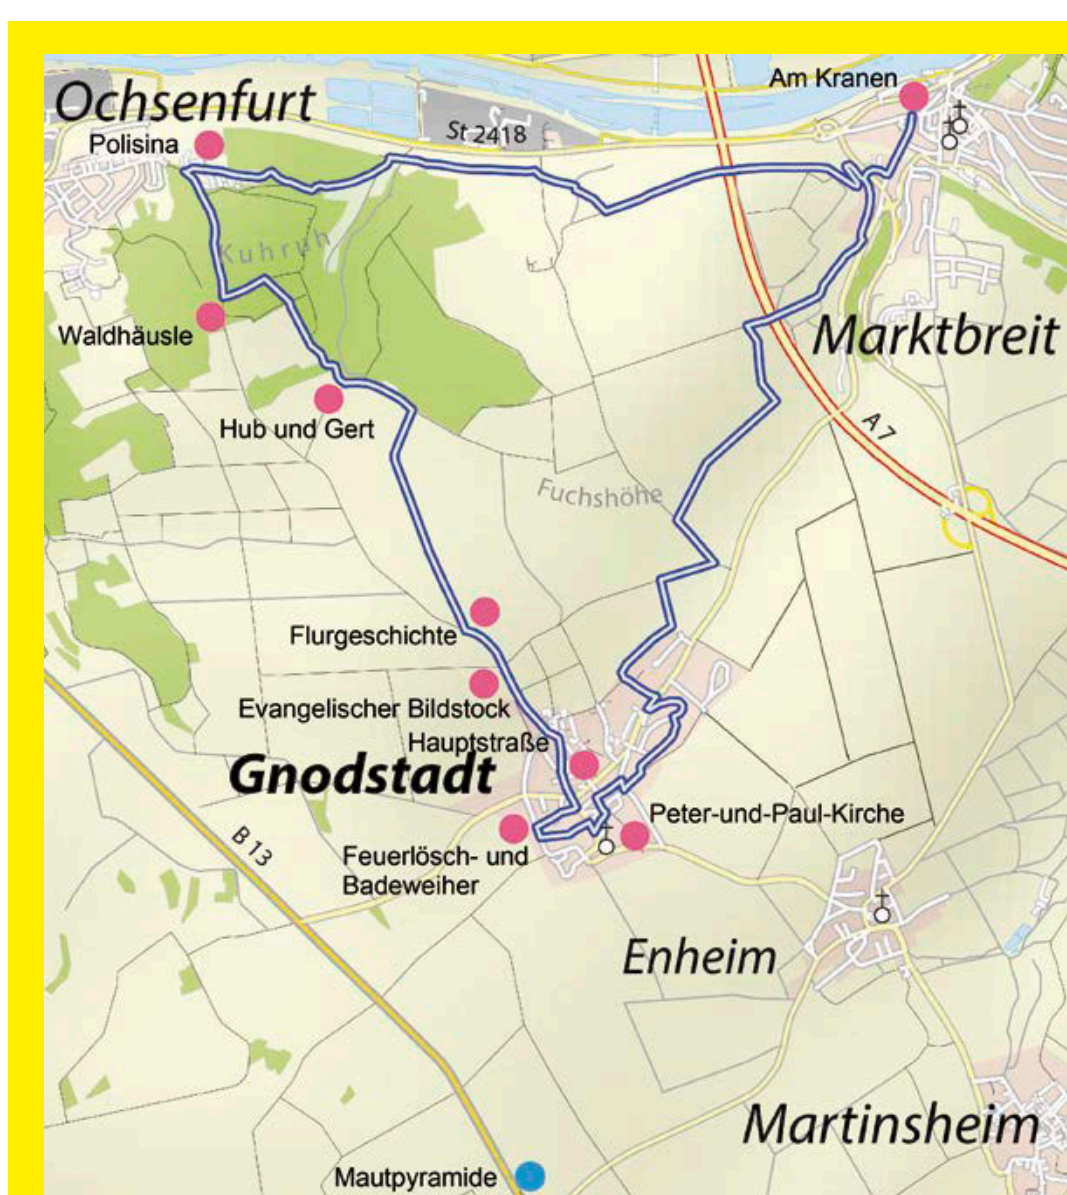 Am Kranen
Ochsenfurt
St 2418
Polisina
Kuhruh
Waldhäusle
Marktbreit
A 7
Hub und Gert
Fuchshöhe
Flurgeschichte
Evangelischer Bildstock
Hauptstraße
Gnodstadt
Peter-und-Paul-Kirche
B 13
Feuerlösch- und
Badeweiher
Enheim
Martinsheim
Mautpyramide